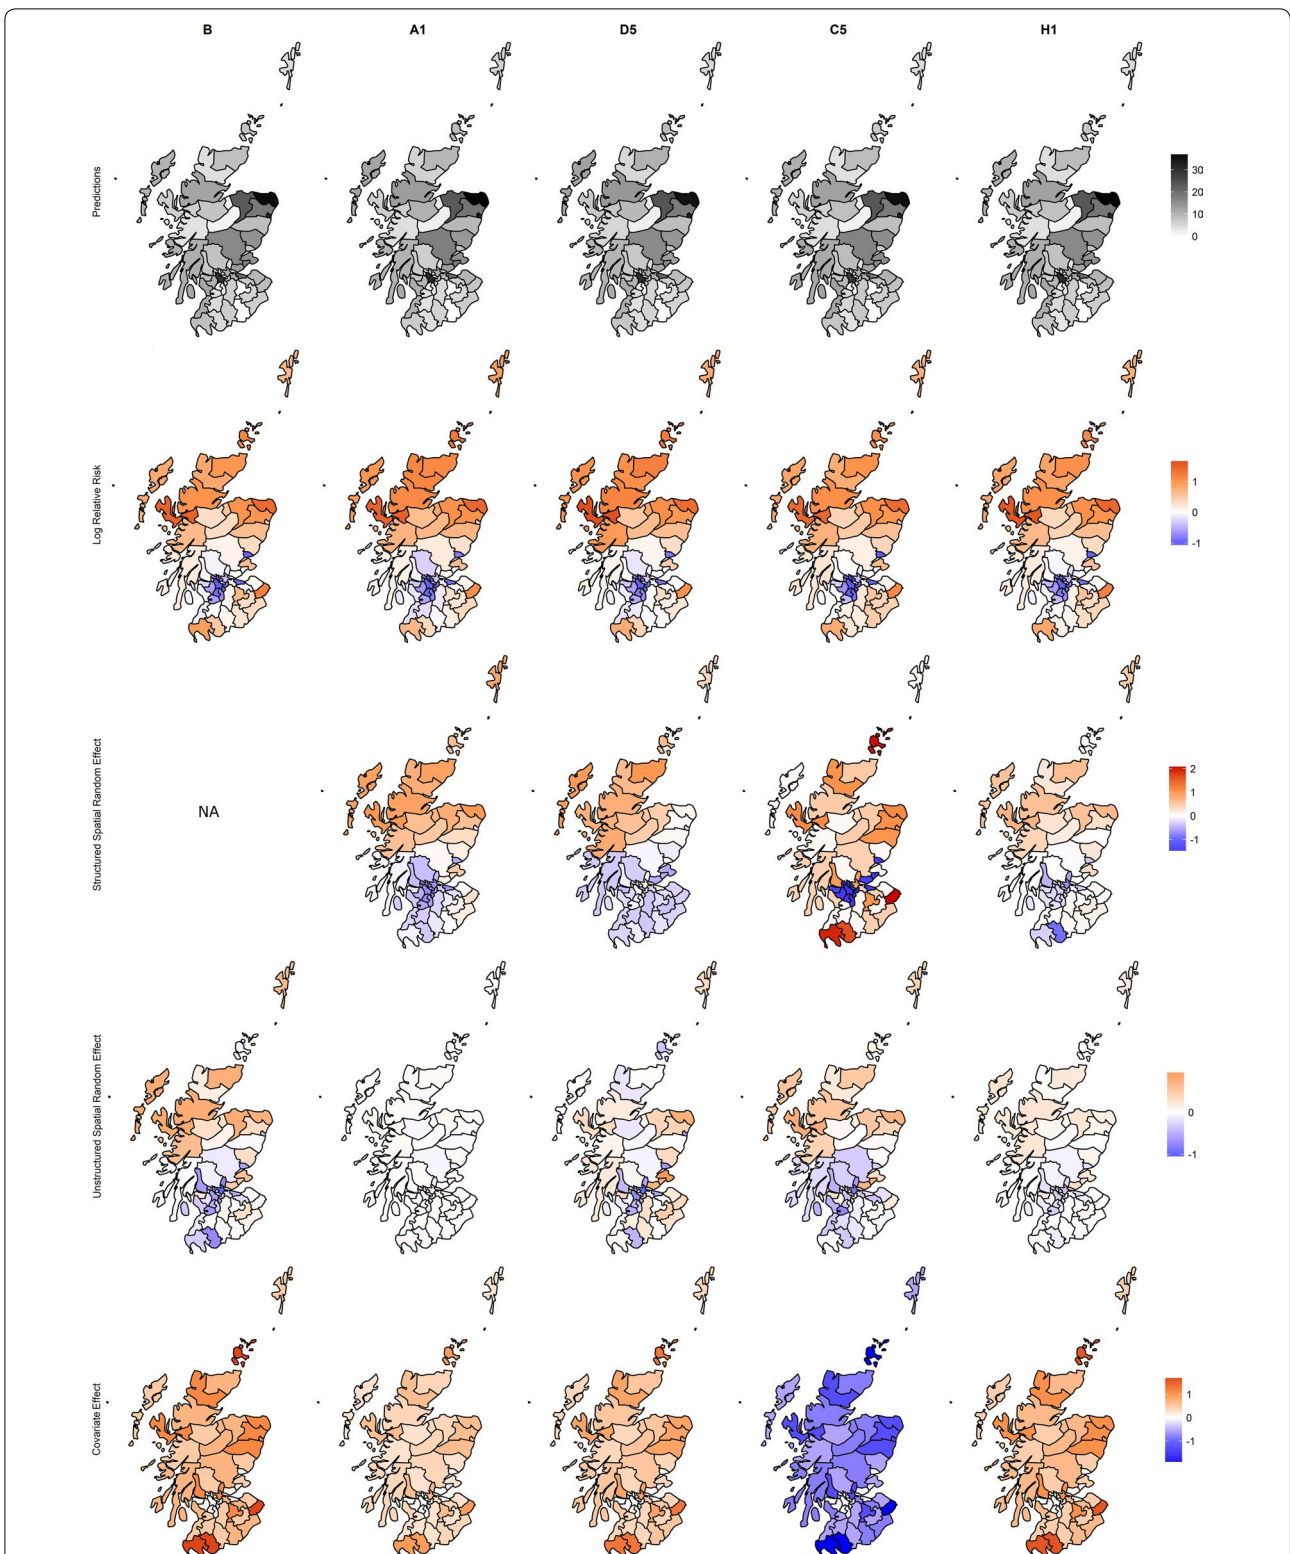 B A1 D5 C5 H1
Predictions
30
20
10
0
Log Relative Risk
1
0
-1
Structured Spatial Random Effect
NA
2
1
0
-1
Unstructured Spatial Random Effect
0
-1
Covariate Effect
1
0
-1